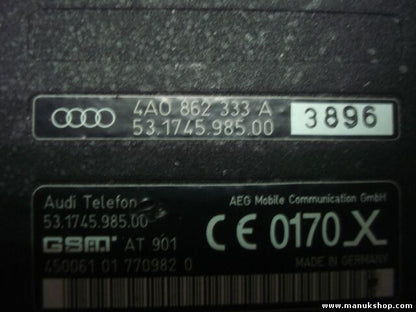 4A0 862 333 A
53.1745.985.00
3896
Audi Telefon
53.1745.985.00
GSM AT 901
450061 01 770982 0
AEG Mobile Communication GmbH
CE 0170 X
MADE IN GERMANY
www.manukshop.com